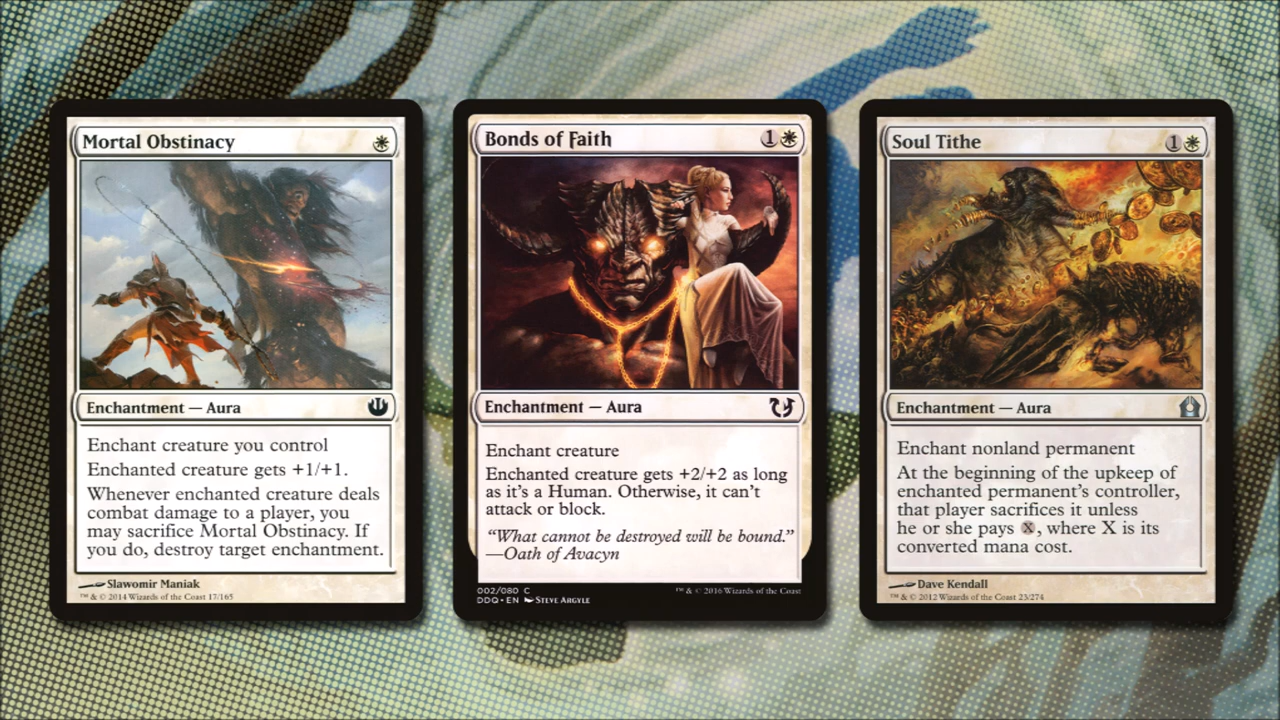 Mortal Obstinacy
Enchantment — Aura
Enchant creature you control
Enchanted creature gets +1/+1.
Whenever enchanted creature deals
combat damage to a player, you
may sacrifice Mortal Obstinacy. If
you do, destroy target enchantment.
Slawomir Maniak
™ & © 2014 Wizards of the Coast 17/165
Bonds of Faith
1
Enchantment — Aura
Enchant creature
Enchanted creature gets +2/+2 as long
as it's a Human. Otherwise, it can't
attack or block.
“What cannot be destroyed will be bound.”
—Oath of Avacyn
002/080 C
DDQ • EN Steve Argyle
™ & © 2016 Wizards of the Coast
Soul Tithe
1
Enchantment — Aura
Enchant nonland permanent
At the beginning of the upkeep of
enchanted permanent's controller,
that player sacrifices it unless
he or she pays X, where X is its
converted mana cost.
Dave Kendall
™ & © 2012 Wizards of the Coast 23/274